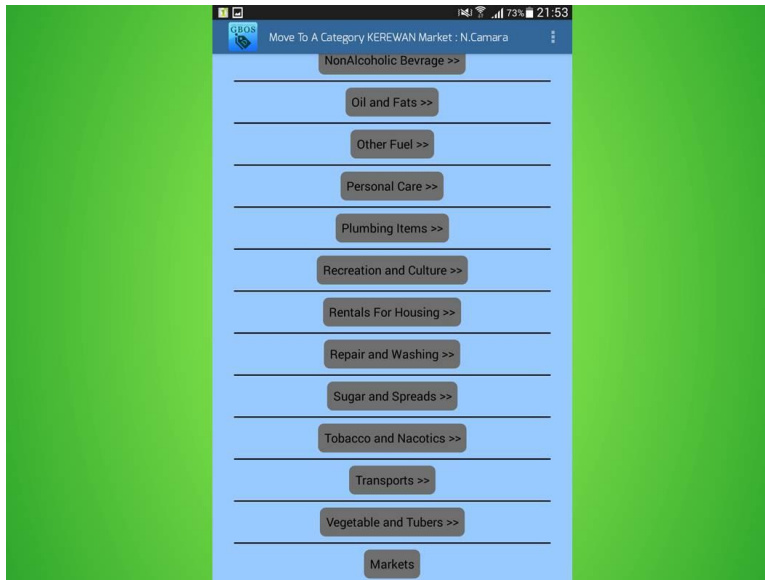 73% 21:53
GBOS
Move To A Category KEREWAN Market : N.Camara
NonAlcoholic Bevrage >>
Oil and Fats >>
Other Fuel >>
Personal Care >>
Plumbing Items >>
Recreation and Culture >>
Rentals For Housing >>
Repair and Washing >>
Sugar and Spreads >>
Tobacco and Nacotics >>
Transports >>
Vegetable and Tubers >>
Markets